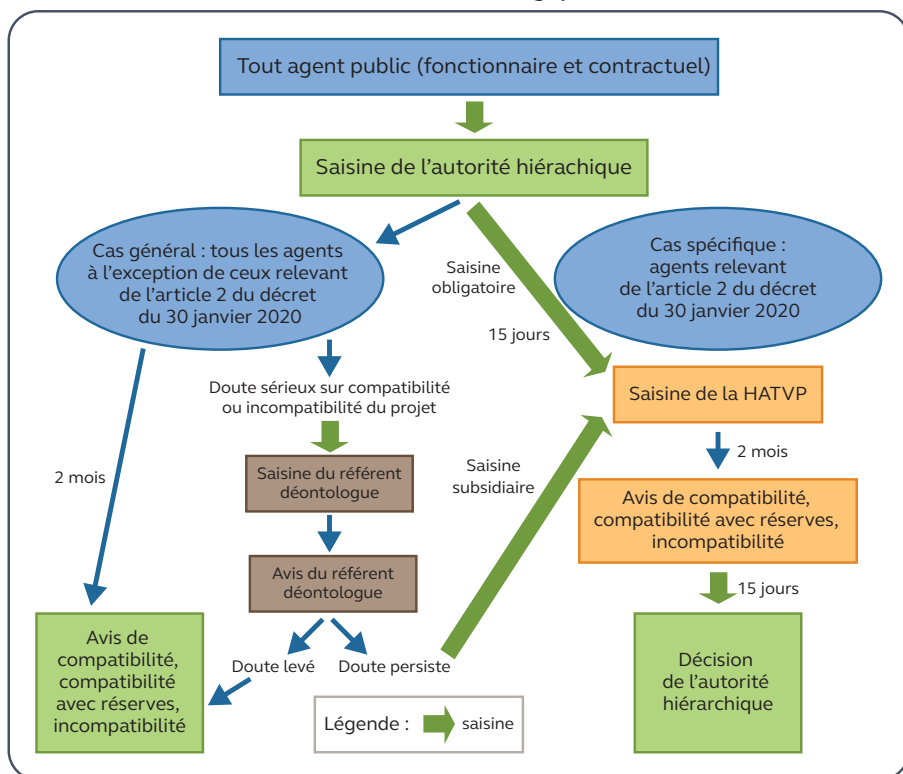 Tout agent public (fonctionnaire et contractuel)
Saisine de l'autorité hiérachique
Cas général : tous les agents
à l'exception de ceux relevant
de l'article 2 du décret
du 30 janvier 2020
Saisine
obligatoire
15 jours
Cas spécifique :
agents relevant
de l'article 2 du décret
du 30 janvier 2020
Doute sérieux sur compatibilité
ou incompatibilité du projet
Saisine de la HATVP
2 mois
Saisine du référent
déontologue
Saisine
subsidiaire
2 mois
Avis de compatibilité,
compatibilité avec réserves,
incompatibilité
Avis du référent
déontologue
15 jours
Avis de
compatibilité,
compatibilité
avec réserves,
incompatibilité
Doute levé
Doute persiste
Décision
de l'autorité
hiérarchique
Légende : saisine